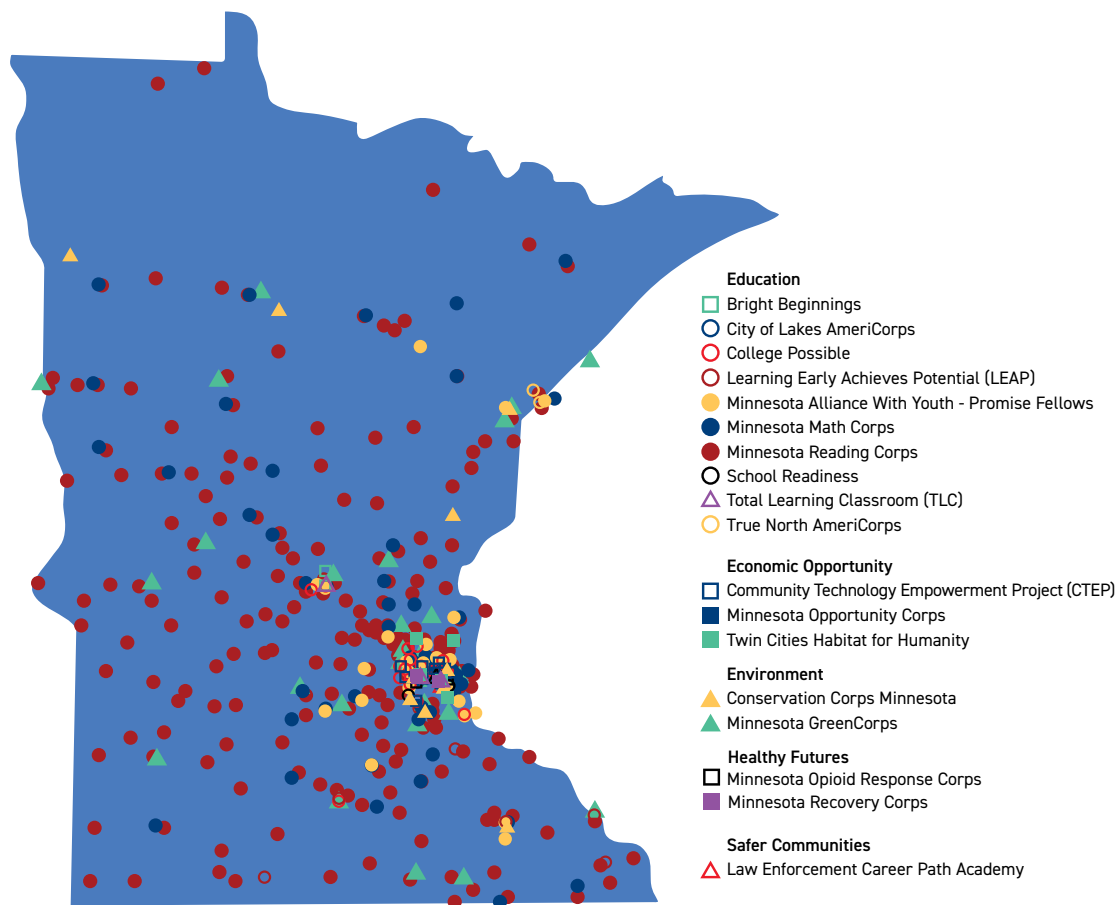 Education
Bright Beginnings
City of Lakes AmeriCorps
College Possible
Learning Early Achieves Potential (LEAP)
Minnesota Alliance With Youth - Promise Fellows
Minnesota Math Corps
Minnesota Reading Corps
School Readiness
Total Learning Classroom (TLC)
True North AmeriCorps
Economic Opportunity
Community Technology Empowerment Project (CTEP)
Minnesota Opportunity Corps
Twin Cities Habitat for Humanity
Environment
Conservation Corps Minnesota
Minnesota GreenCorps
Healthy Futures
Minnesota Opioid Response Corps
Minnesota Recovery Corps
Safer Communities
Law Enforcement Career Path Academy